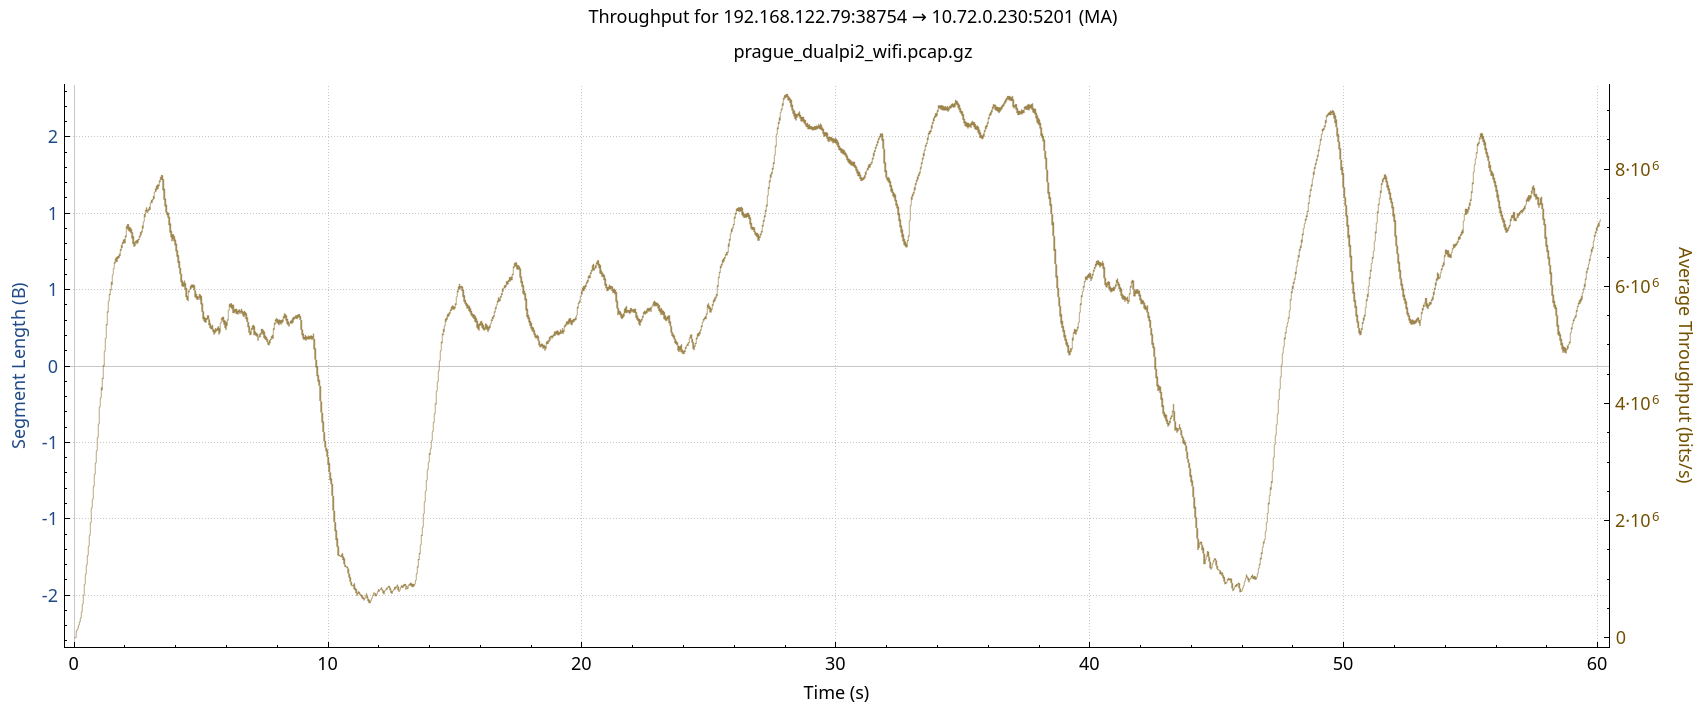 Throughput for 192.168.122.79:38754 → 10.72.0.230:5201 (MA)
prague_dualpi2_wifi.pcap.gz
Segment Length (B)
2
1
1
0
-1
-1
-2
8·10⁶
6·10⁶
4·10⁶
2·10⁶
0
Average Throughput (bits/s)
0 10 20 30 40 50 60
Time (s)